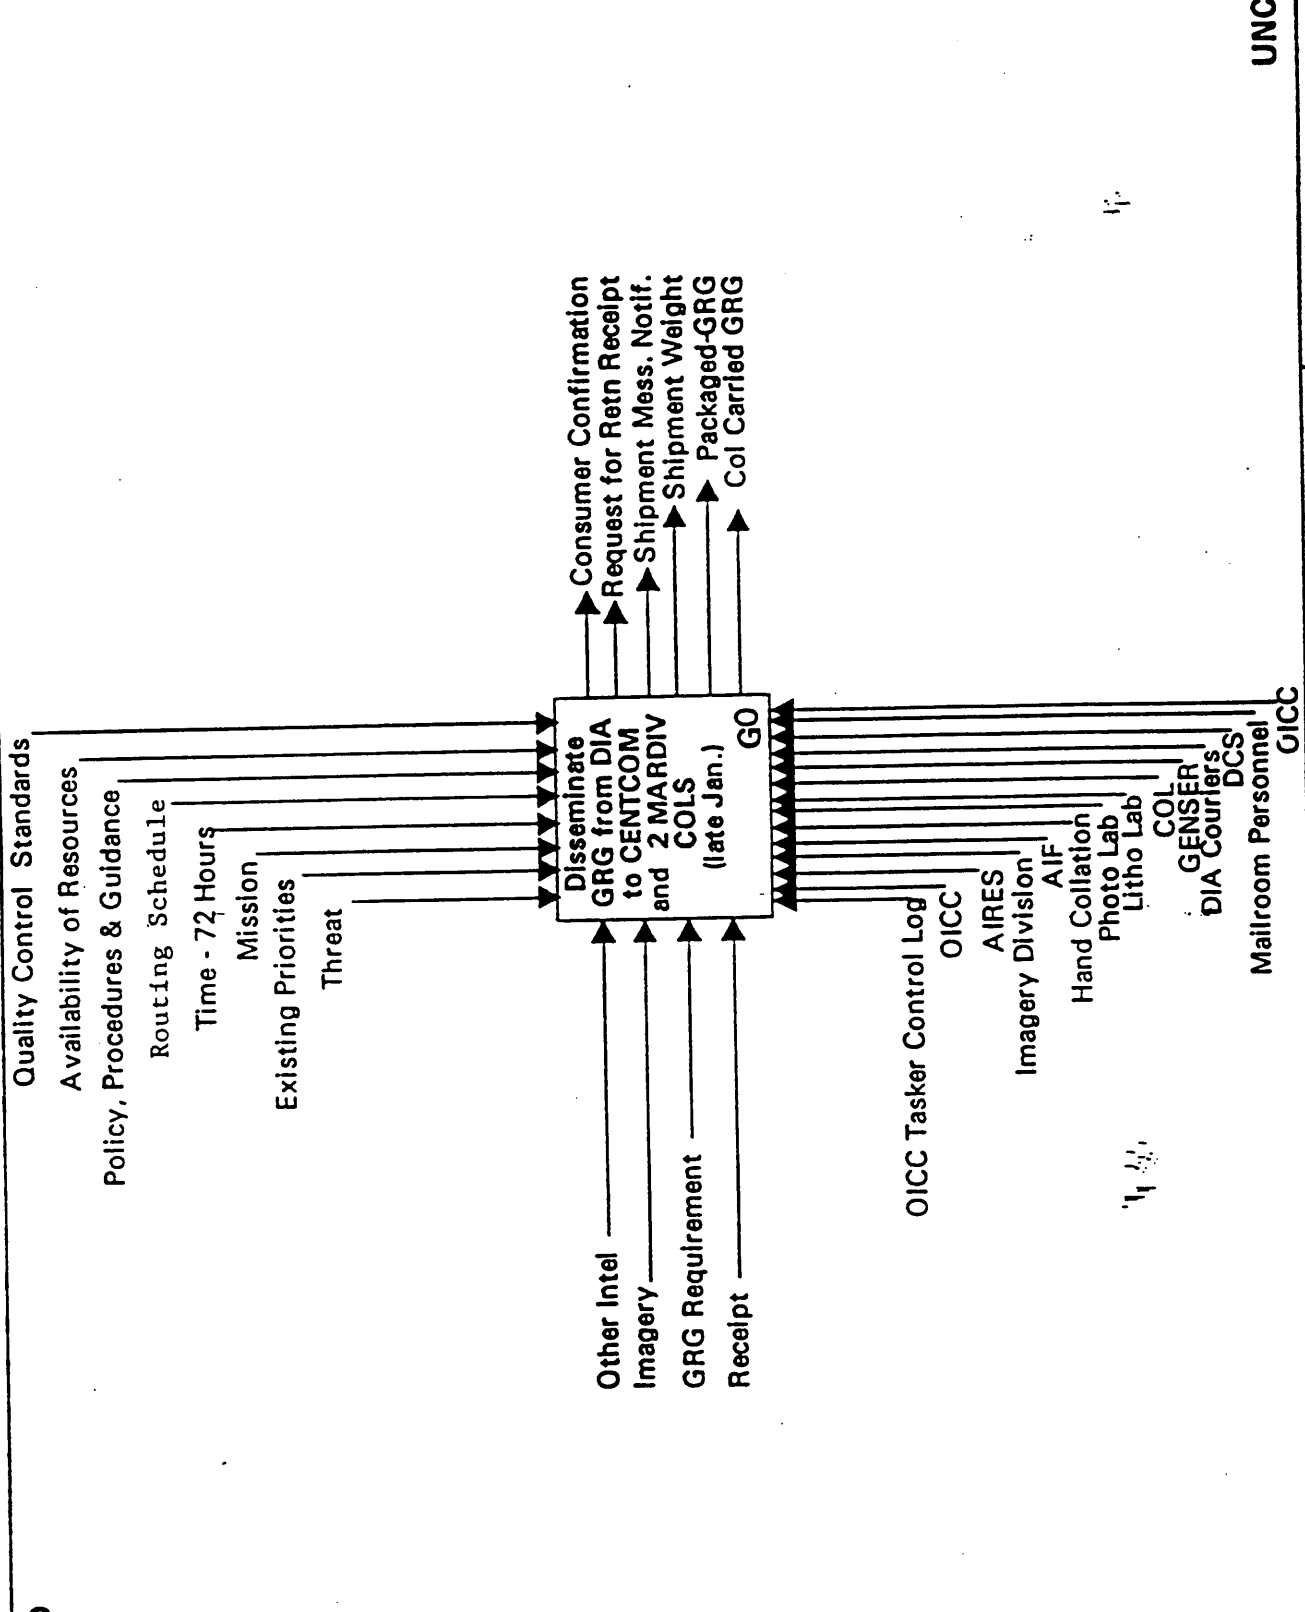 Quality Control Standards
Availability of Resources
Policy, Procedures & Guidance
Routing Schedule
Time - 72 Hours
Mission
Existing Priorities
Threat
Other Intel
Imagery
GRG Requirement
Receipt
Disseminate
GRG from DIA
to CENTCOM
and 2 MARDIV
COLS
(late Jan.)
GO
Consumer Confirmation
Request for Retn Receipt
Shipment Mess. Notif.
Shipment Weight
Packaged-GRG
Col Carried GRG
OICC Tasker Control Log
OICC
AIRES
Imagery Division
AIF
Hand Collation
Photo Lab
Litho Lab
COL
GENSER
DIA Couriers
DCS
Mailroom Personnel
OICC
UNC